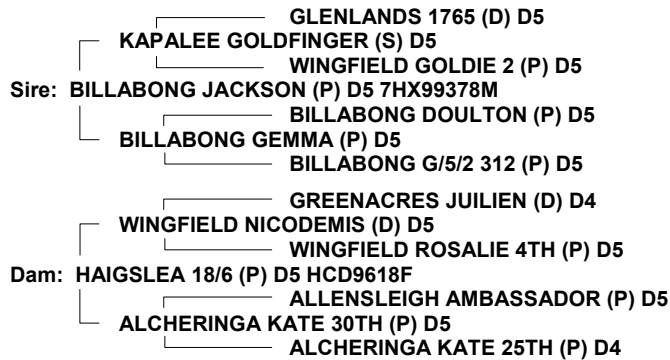 GLENLANDS 1765 (D) D5
KAPALEE GOLDFINGER (S) D5
WINGFIELD GOLDIE 2 (P) D5
Sire: BILLABONG JACKSON (P) D5 7HX99378M
BILLABONG DOULTON (P) D5
BILLABONG GEMMA (P) D5
BILLABONG G/5/2 312 (P) D5
GREENACRES JUILIEN (D) D4
WINGFIELD NICODEMIS (D) D5
WINGFIELD ROSALIE 4TH (P) D5
Dam: HAIGSLEA 18/6 (P) D5 HCD9618F
ALLENSLEIGH AMBASSADOR (P) D5
ALCHERINGA KATE 30TH (P) D5
ALCHERINGA KATE 25TH (P) D4